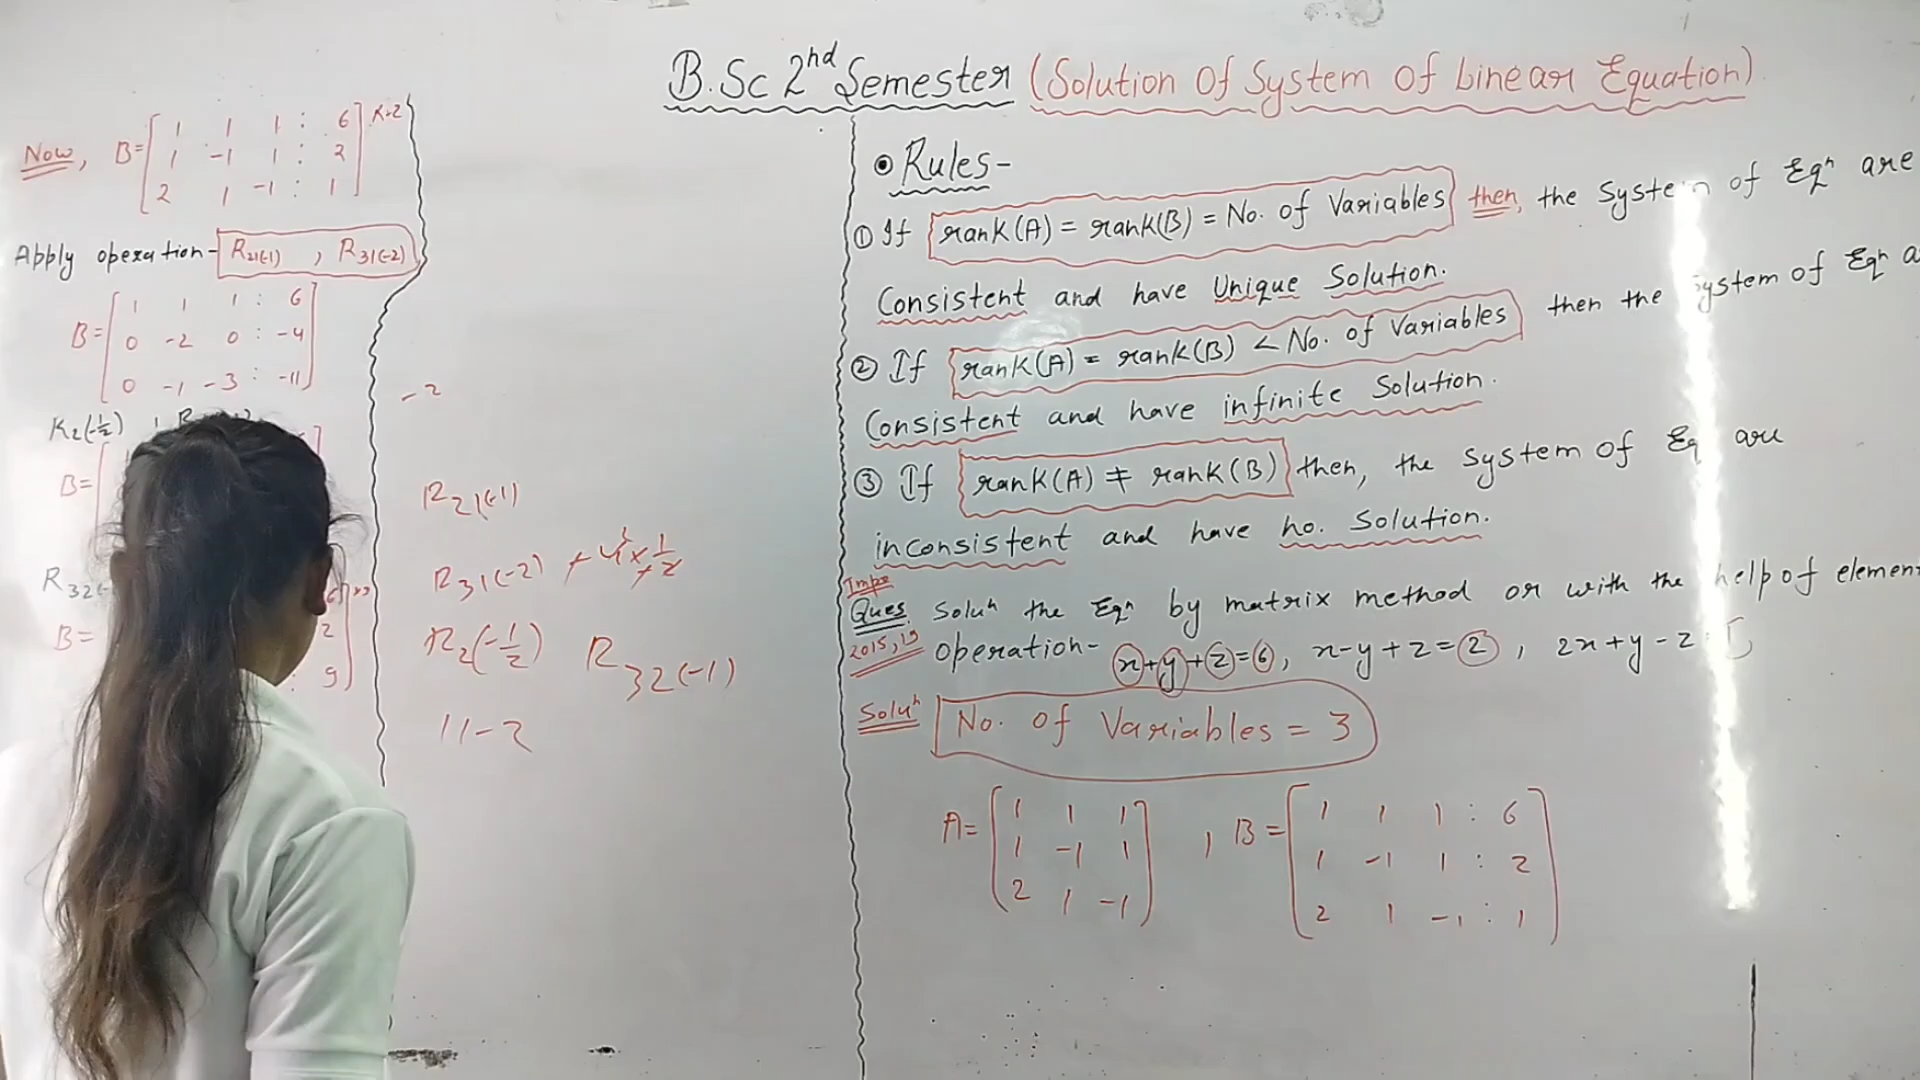 B.Sc 2nd Semester (Solution Of System Of Linear Equation)
Now, B= [ 1 1 1 : 6
1 -1 1 : 2
2 1 -1 : 1 ]
Apply operation- R21(-1) , R31(-2)
B= [ 1 1 1 : 6
0 -2 0 : -4
0 -1 -3 : -11 ]
R2(-1/2) ,
B= [
R32
B=
2
9 ]
-2
R21(-1)
R31(-2)
R2(-1/2) R32(-1)
11-2
• Rules-
① If rank(A) = rank(B) = No. of Variables then, the System of Eqn are
Consistent and have Unique Solution.
② If rank(A) = rank(B) < No. of Variables then the System of Eqn
Consistent and have infinite Solution.
③ If rank(A) ≠ rank(B) then, the system of Eq are
inconsistent and have no. Solution.
Imps
Ques. Solun the Eqn by matrix method or with the help of element
2015,19 operation- x+y+z=6, x-y+z=2, 2x+y-z
Solun No. of Variables = 3
A= [ 1 1 1 , B= [ 1 1 1 : 6
1 -1 1 1 -1 1 : 2
2 1 -1 ] 2 1 -1 : 1 ]